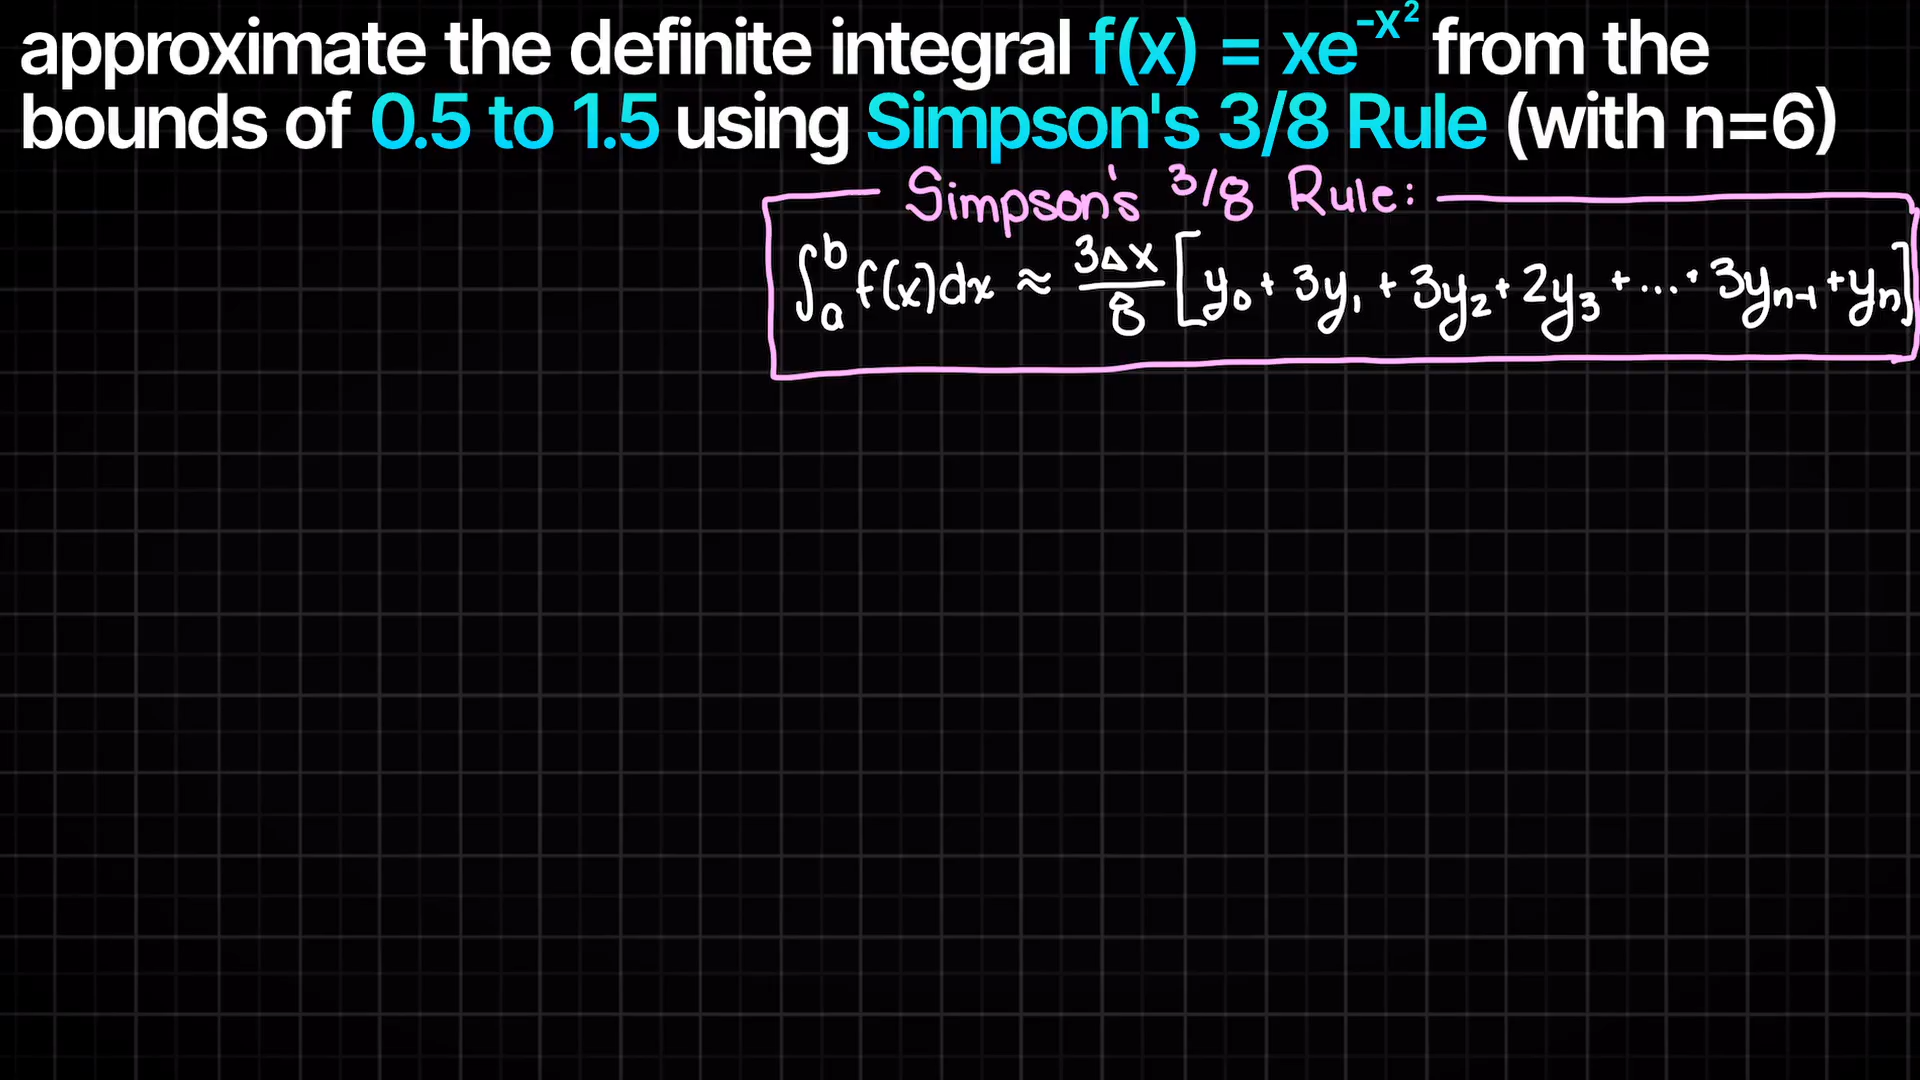 approximate the definite integral f(x) = xe^-x² from the
bounds of 0.5 to 1.5 using Simpson's 3/8 Rule (with n=6)
Simpson's 3/8 Rule:
∫ₐᵇ f(x)dx ≈ 3Δx/8 [y₀ + 3y₁ + 3y₂ + 2y₃ + ... + 3yₙ₋₁ + yₙ]